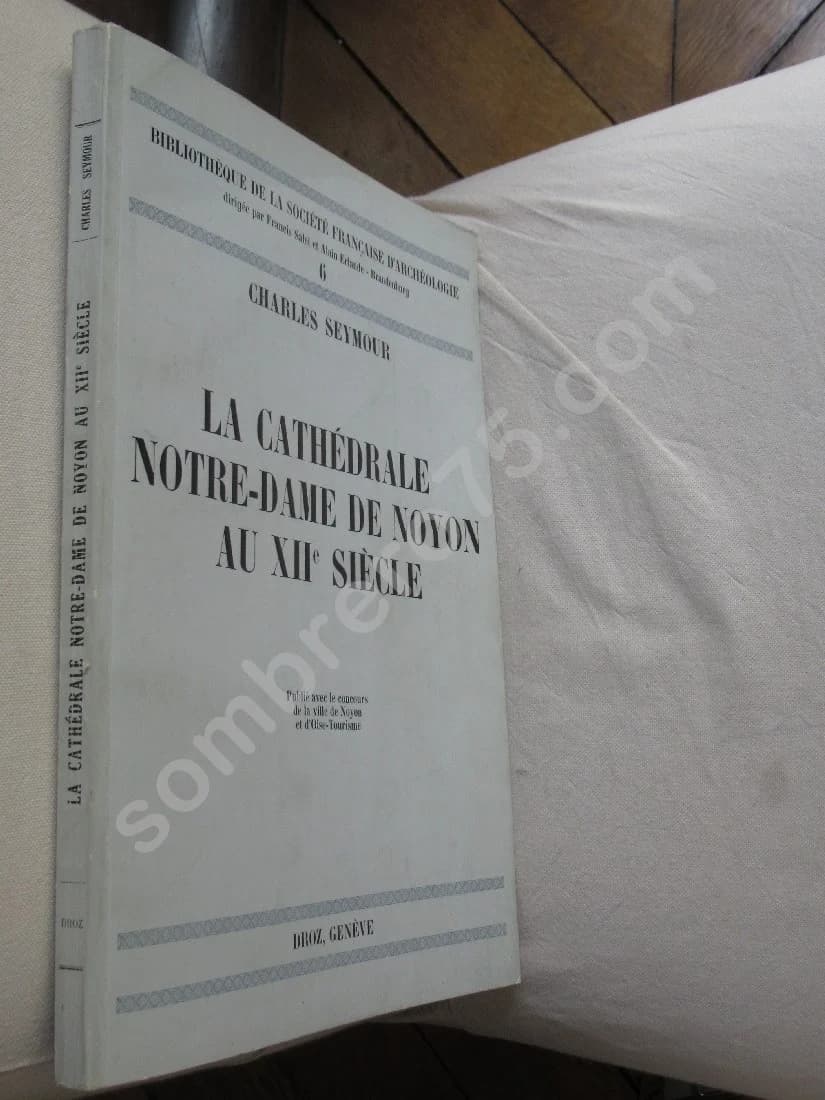 BIBLIOTHÈQUE DE LA SOCIÉTÉ FRANÇAISE D'ARCHÉOLOGIE
dirigée par Francis Salet et Alain Erlande-Brandenburg
6
CHARLES SEYMOUR
LA CATHÉDRALE
NOTRE-DAME DE NOYON
AU XIIe SIÈCLE
Publié avec le concours
de la ville de Noyon
et d'Oise-Tourisme
DROZ, GENÈVE
LA CATHÉDRALE NOTRE-DAME DE NOYON AU XIIe SIÈCLE
CHARLES SEYMOUR
DROZ
sombrero75.com